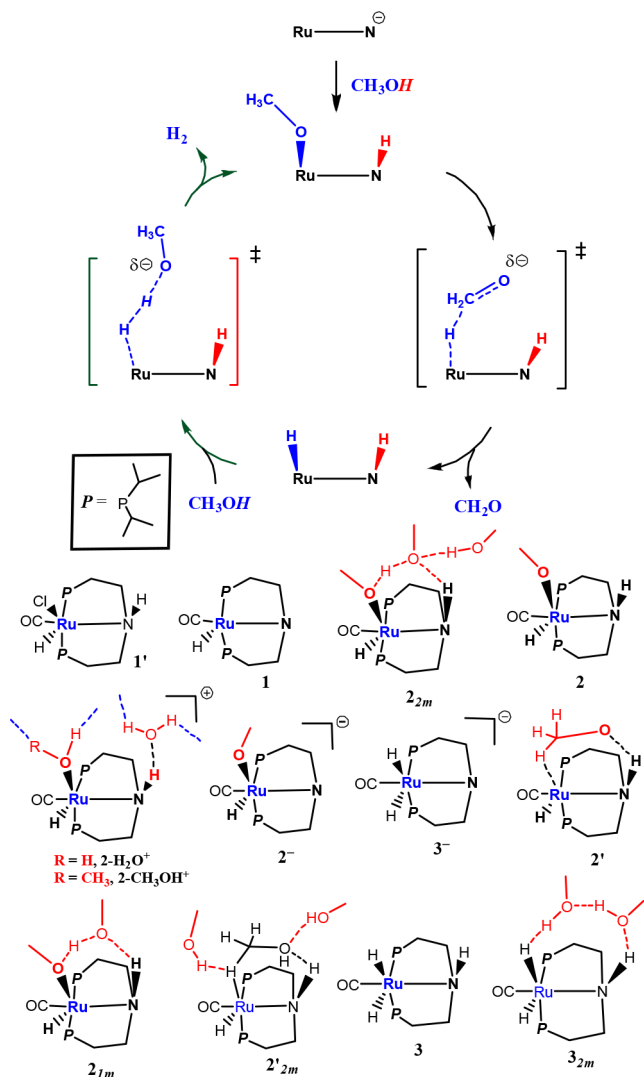 Ru N ⊖
CH₃OH
H₃C
O
H
Ru N
H₂
H₃C
δ⊖ O
H
H
H
Ru N
‡
δ⊖
H₂C O
H
H
Ru N
‡
H H
Ru N
CH₃OH
CH₂O
P = P
Cl
P
H
OC Ru N
H
P
1'
P
OC Ru N
H
P
1
H O H O
O P H
OC Ru N
H P
2₂ₘ
O
P
H
OC Ru N
H
P
2
⊕
R H H H
O O
P H
OC Ru N
H
P
R = H, 2-H₂O⁺
R = CH₃, 2-CH₃OH⁺
⊖
O
P
OC Ru N
H
P
2⁻
⊖
H
P
OC Ru N
H
P
3⁻
H H O
H H
P
OC Ru N
H
P
2'
O
H
O P H
OC Ru N
H
P
2₁ₘ
H HO
O H O
H H H H
P
OC Ru N
H
P
2'₂ₘ
H
P
H
OC Ru N
H
P
3
O H O
H H
H P H
OC Ru N
H
P
3₂ₘ